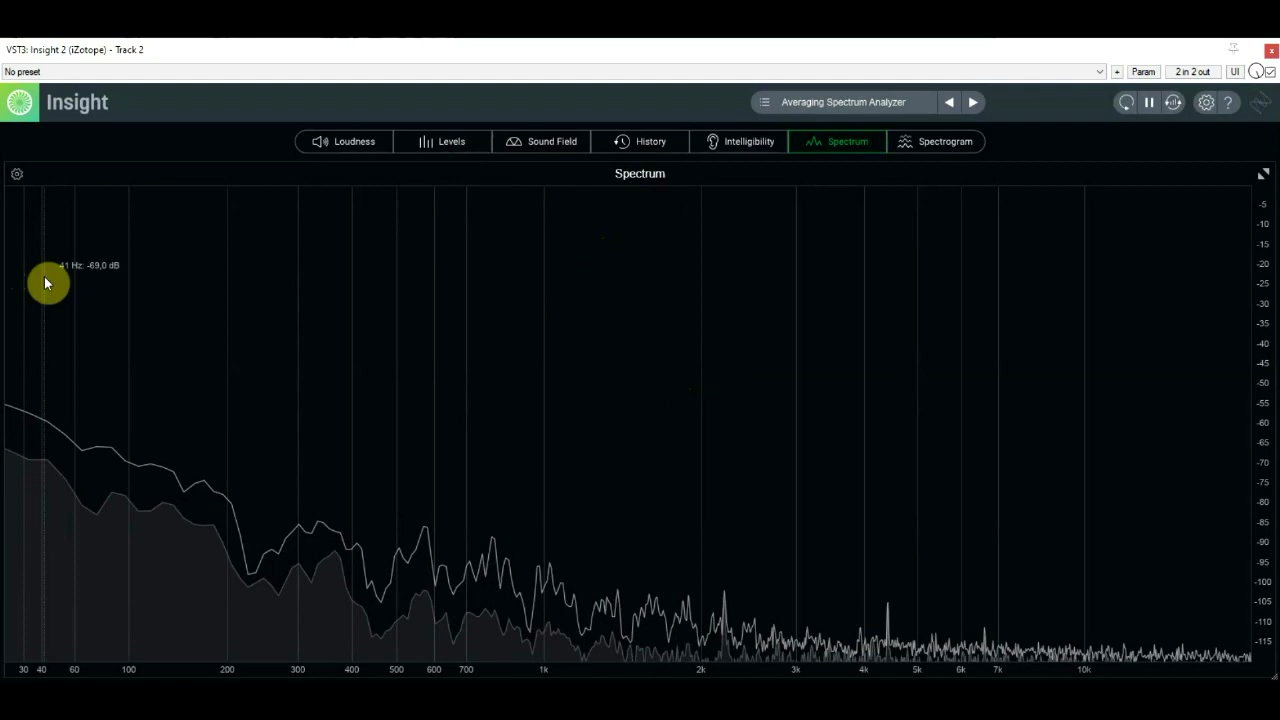 VST3: Insight 2 (iZotope) - Track 2
x
No preset
+
Param
2 in 2 out
UI
Insight
Averaging Spectrum Analyzer
?
Loudness
Levels
Sound Field
History
Intelligibility
Spectrum
Spectrogram
Spectrum
41 Hz: -69,0 dB
-5
-10
-15
-20
-25
-30
-35
-40
-45
-50
-55
-60
-65
-70
-75
-80
-85
-90
-95
-100
-105
-110
-115
30 40 60 100 200 300 400 500 600 700 1k 2k 3k 4k 5k 6k 7k 10k